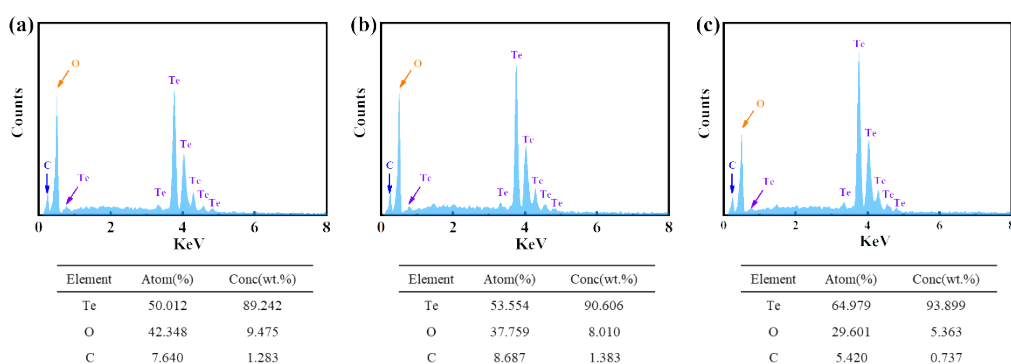 (a)
Counts
O
C
Te
Te
Te
Te
Te
Te
Te
0 2 4 6 8
KeV
Element Atom(%) Conc(wt.%)
Te 50.012 89.242
O 42.348 9.475
C 7.640 1.283
(b)
Counts
O
C
Te
Te
Te
Te
Te
Te
Te
0 2 4 6 8
KeV
Element Atom(%) Conc(wt.%)
Te 53.554 90.606
O 37.759 8.010
C 8.687 1.383
(c)
Counts
O
C
Te
Te
Te
Te
Te
Te
Te
0 2 4 6 8
KeV
Element Atom(%) Conc(wt.%)
Te 64.979 93.899
O 29.601 5.363
C 5.420 0.737